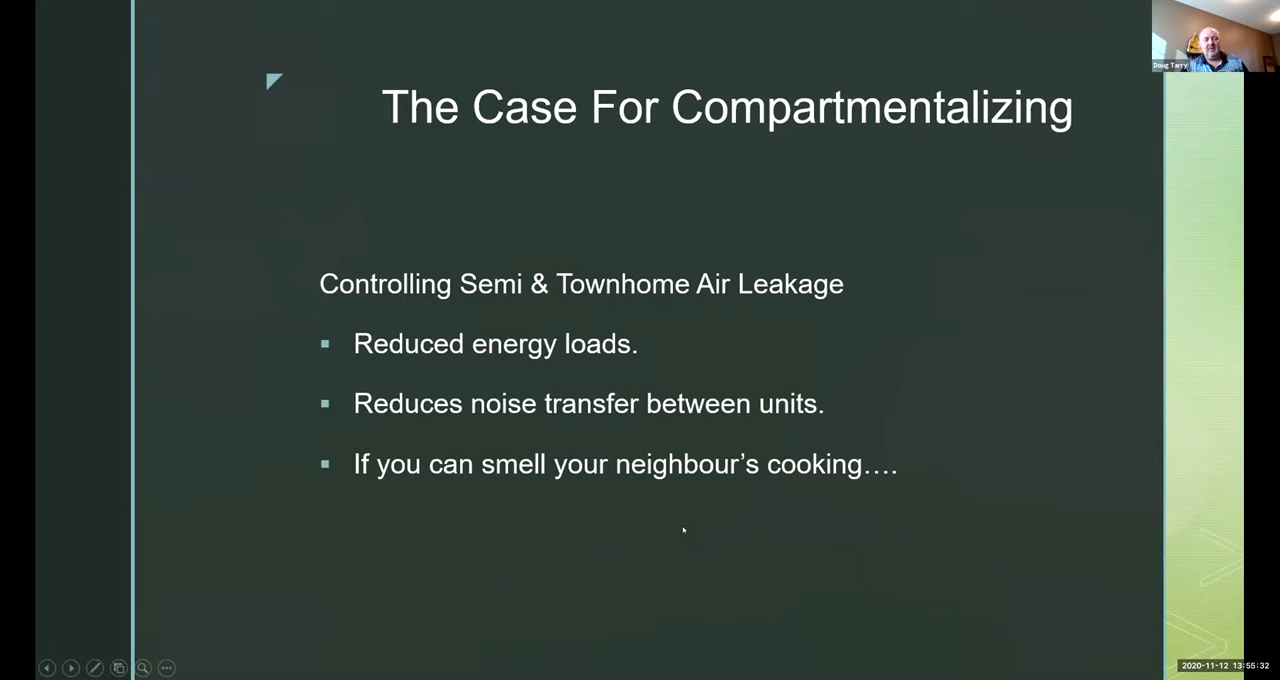 The Case For Compartmentalizing
Doug Tarry
Controlling Semi & Townhome Air Leakage
Reduced energy loads.
Reduces noise transfer between units.
If you can smell your neighbour’s cooking….
2020-11-12 13:55:32